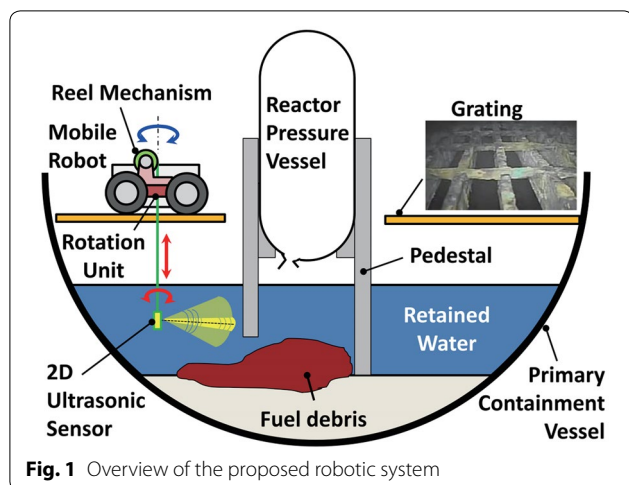 Reel Mechanism
Mobile
Robot
Rotation
Unit
2D
Ultrasonic
Sensor
Reactor
Pressure
Vessel
Grating
Pedestal
Retained
Water
Fuel debris
Primary
Containment
Vessel
Fig. 1 Overview of the proposed robotic system